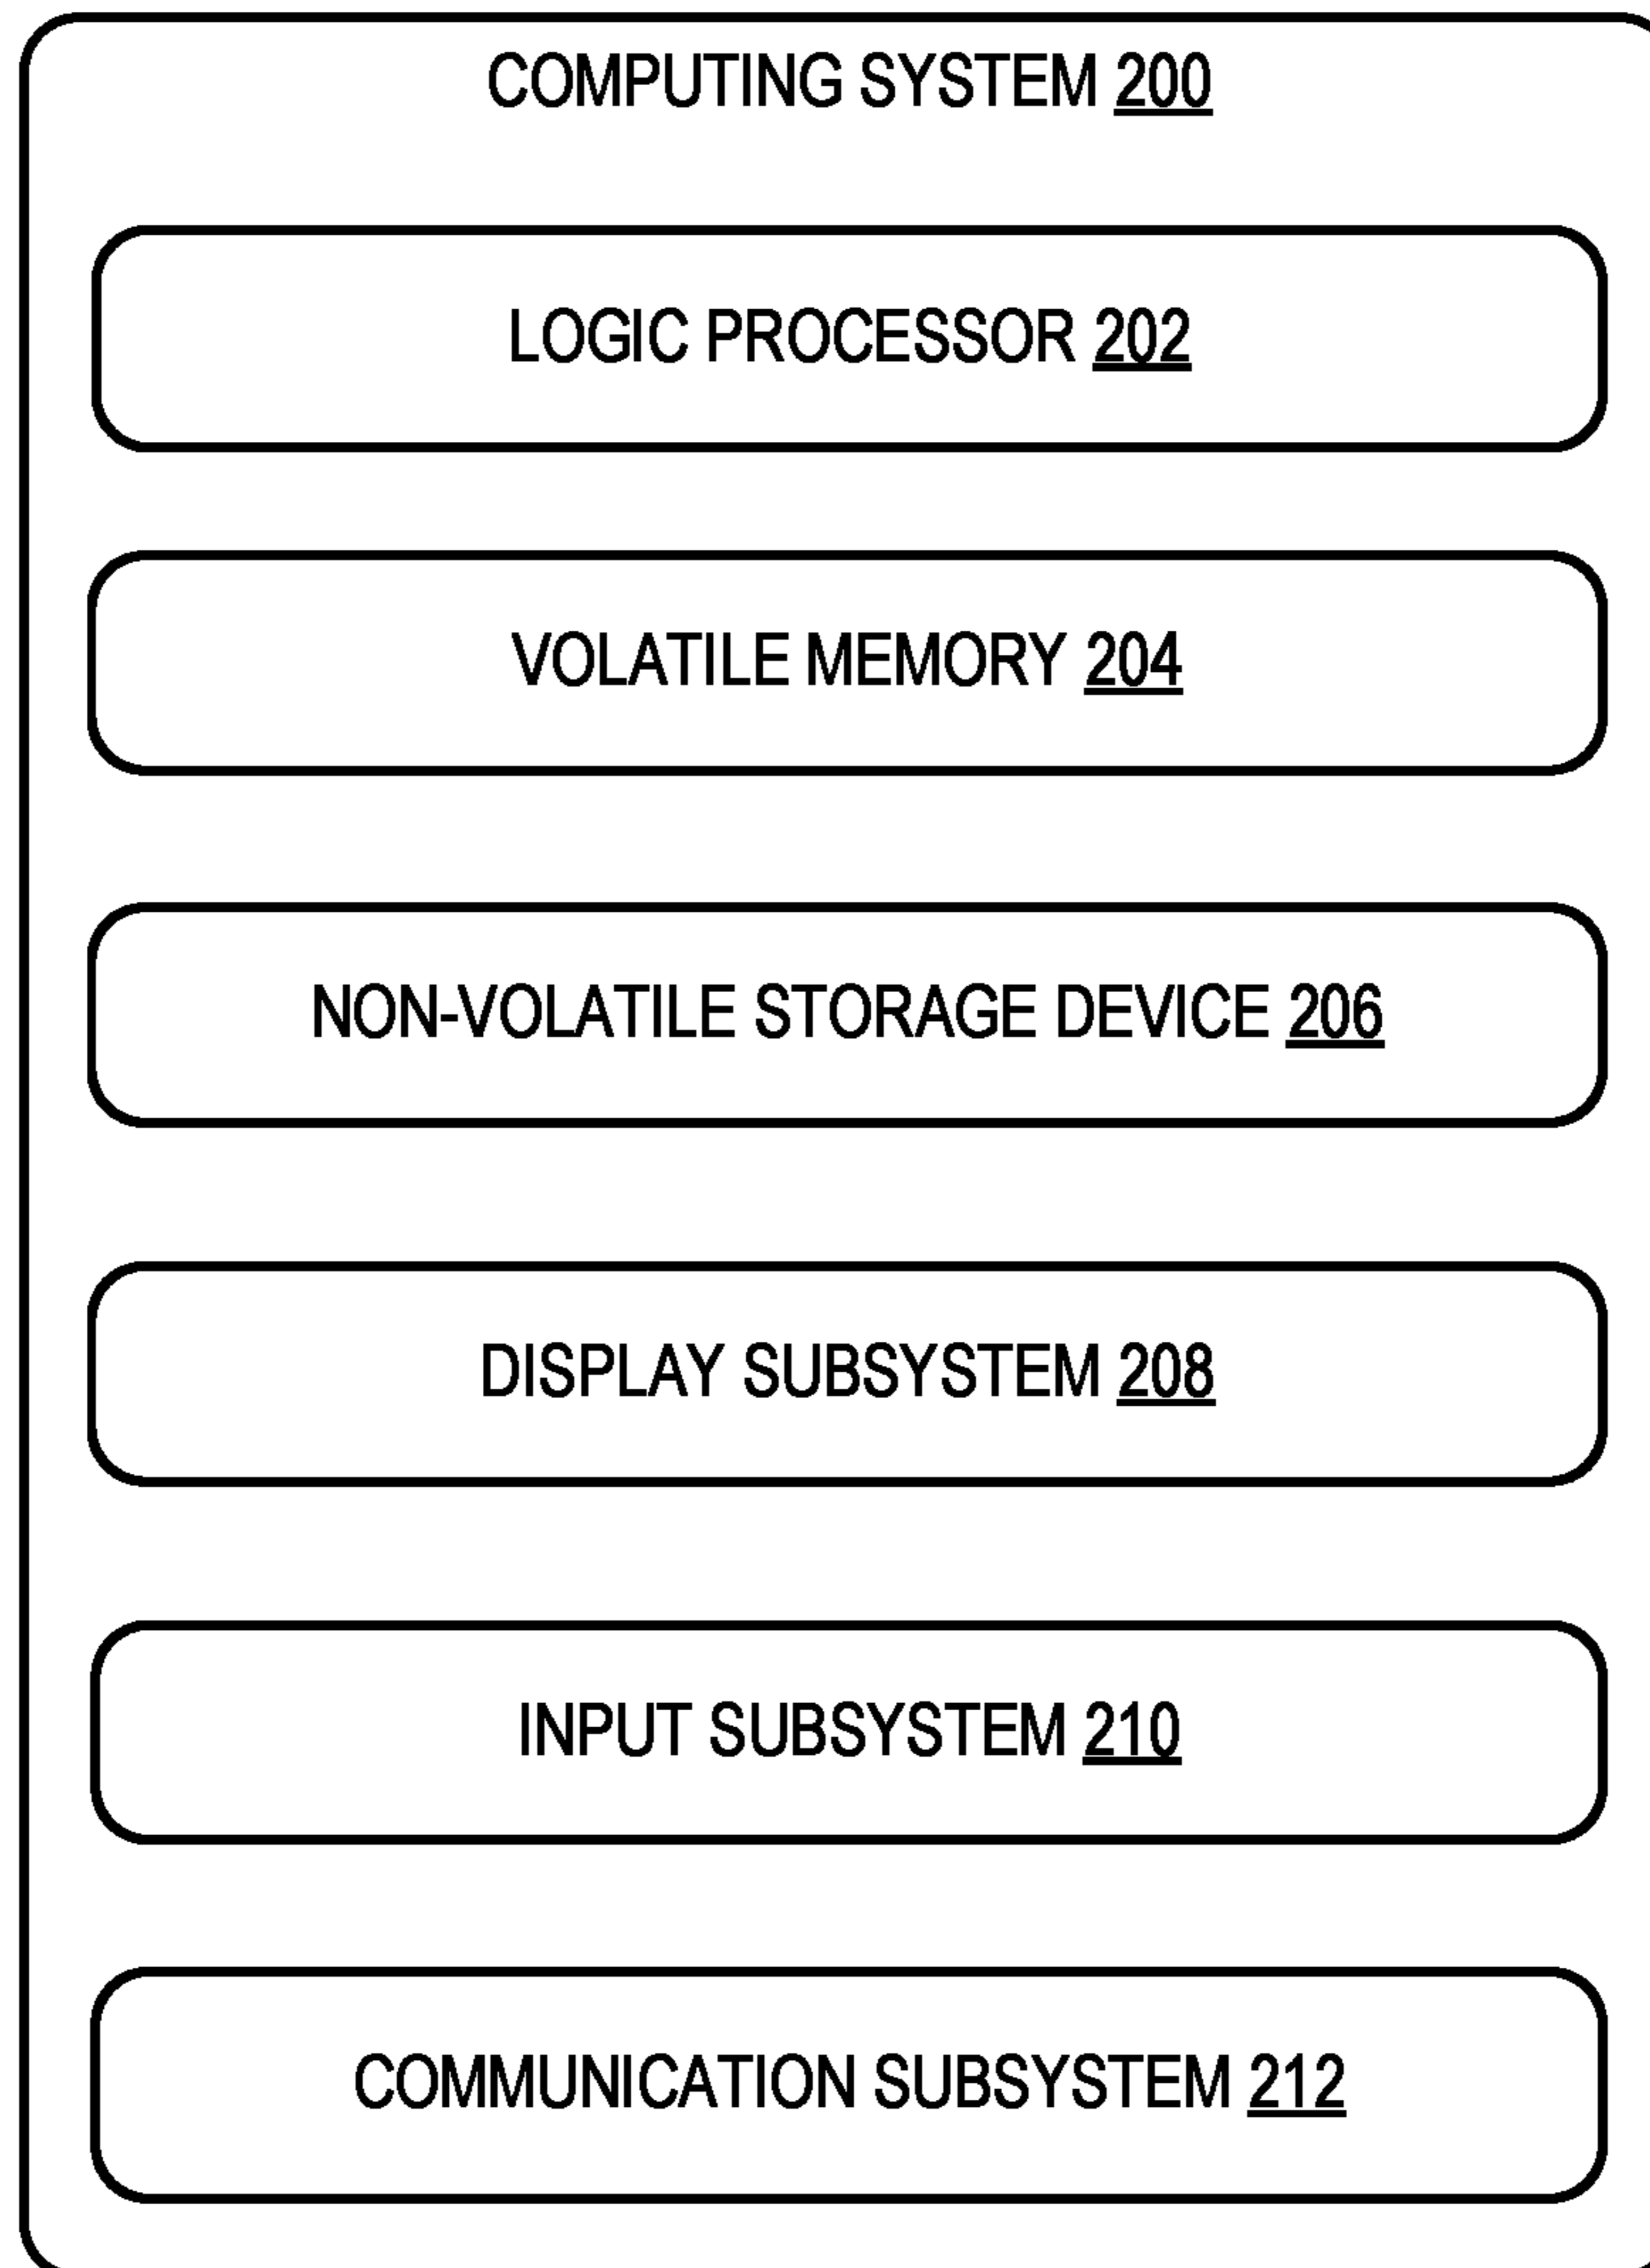 COMPUTING SYSTEM 200
LOGIC PROCESSOR 202
VOLATILE MEMORY 204
NON-VOLATILE STORAGE DEVICE 206
DISPLAY SUBSYSTEM 208
INPUT SUBSYSTEM 210
COMMUNICATION SUBSYSTEM 212